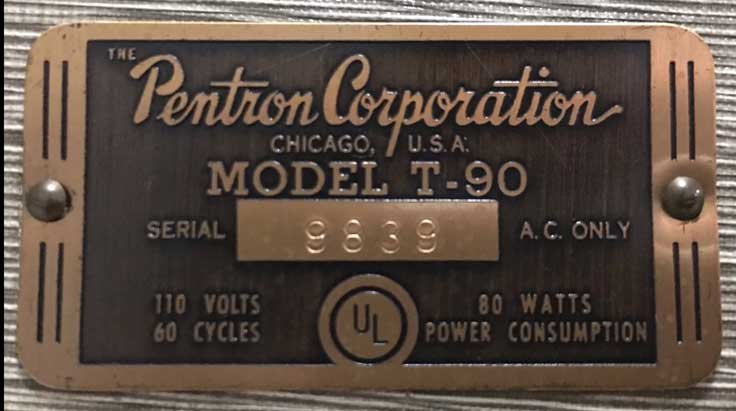 THE
Pentron Corporation
CHICAGO, U.S.A.
MODEL T-90
SERIAL 9839 A.C. ONLY
110 VOLTS
60 CYCLES
UL
80 WATTS
POWER CONSUMPTION